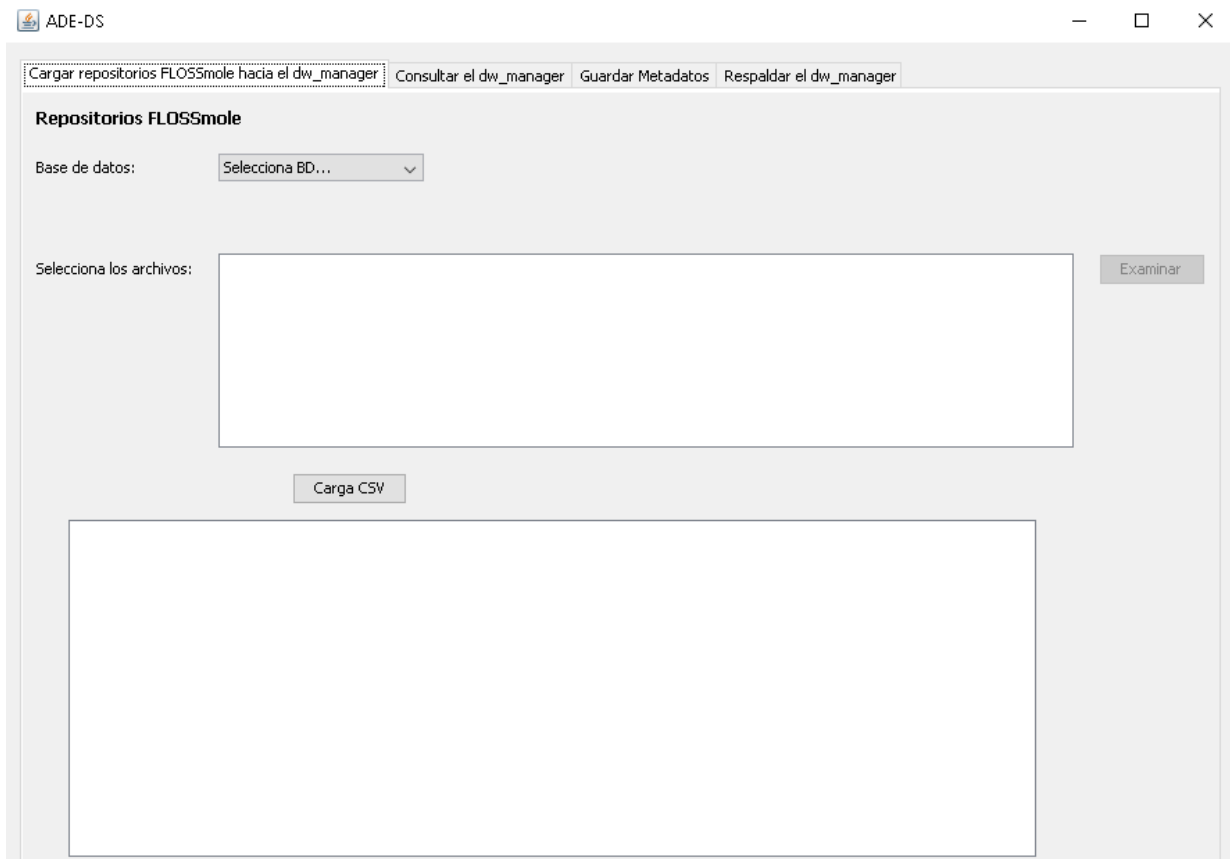 ADE-DS
Cargar repositorios FLOSSmole hacia el dw_manager Consultar el dw_manager Guardar Metadatos Respaldar el dw_manager
Repositorios FLOSSmole
Base de datos: Selecciona BD...
Selecciona los archivos: Examinar
Carga CSV